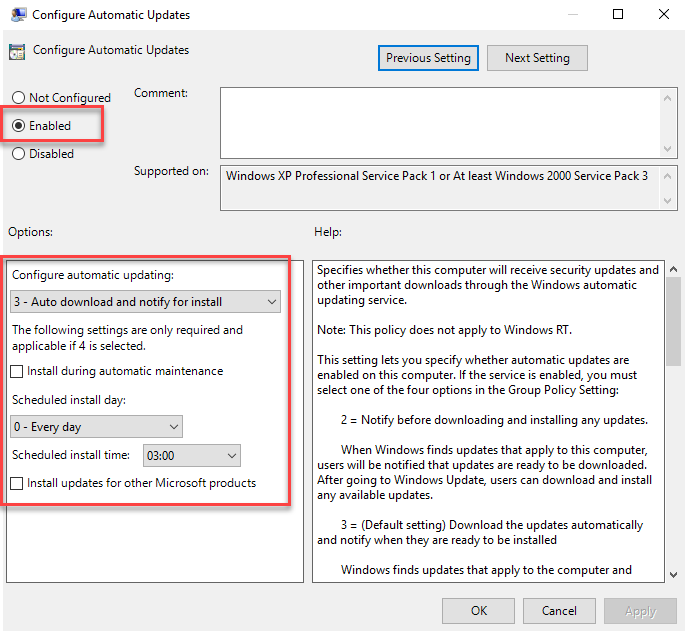 Configure Automatic Updates
Configure Automatic Updates
Previous Setting
Next Setting
Not Configured
Enabled
Disabled
Comment:
Supported on:
Windows XP Professional Service Pack 1 or At least Windows 2000 Service Pack 3
Options:
Help:
Configure automatic updating:
3 - Auto download and notify for install
The following settings are only required and
applicable if 4 is selected.
Install during automatic maintenance
Scheduled install day:
0 - Every day
Scheduled install time:
03:00
Install updates for other Microsoft products
Specifies whether this computer will receive security updates and
other important downloads through the Windows automatic
updating service.
Note: This policy does not apply to Windows RT.
This setting lets you specify whether automatic updates are
enabled on this computer. If the service is enabled, you must
select one of the four options in the Group Policy Setting:
2 = Notify before downloading and installing any updates.
When Windows finds updates that apply to this computer,
users will be notified that updates are ready to be downloaded.
After going to Windows Update, users can download and install
any available updates.
3 = (Default setting) Download the updates automatically
and notify when they are ready to be installed
Windows finds updates that apply to the computer and
OK
Cancel
Apply